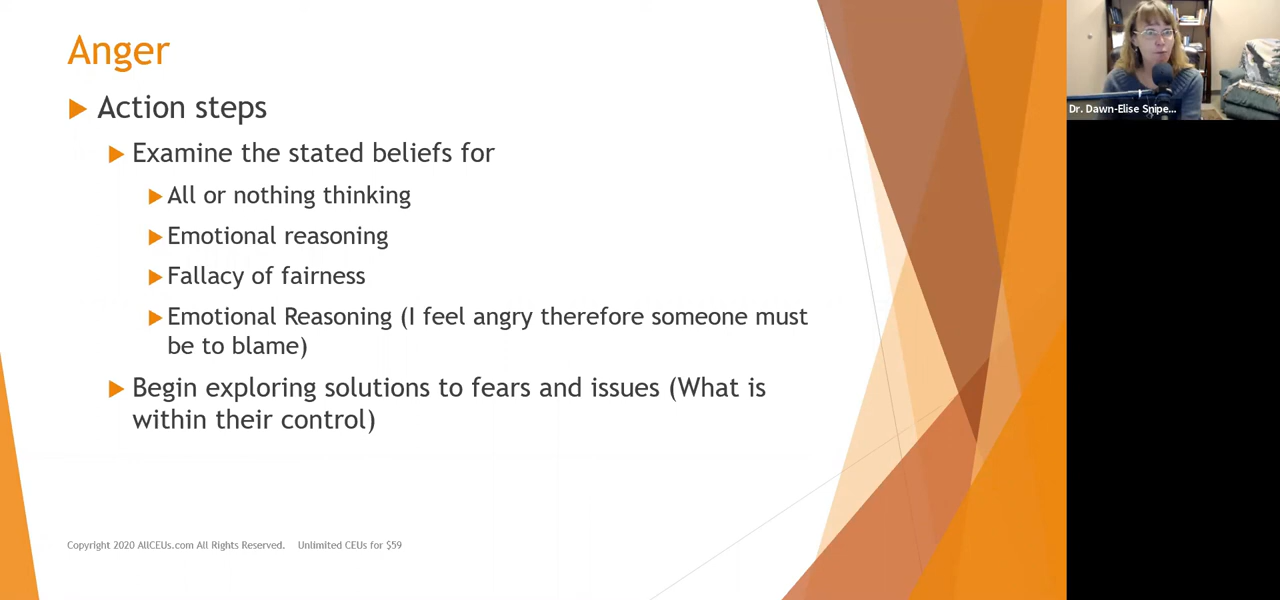 Anger
Action steps
Examine the stated beliefs for
All or nothing thinking
Emotional reasoning
Fallacy of fairness
Emotional Reasoning (I feel angry therefore someone must
be to blame)
Begin exploring solutions to fears and issues (What is
within their control)
Copyright 2020 AllCEUs.com All Rights Reserved. Unlimited CEUs for $59
Dr. Dawn-Elise Snipe...